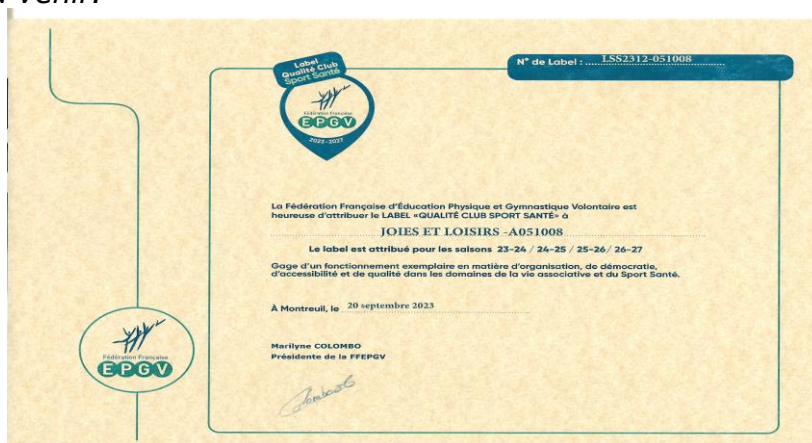 venir.
Label
Qualité Club
Sport Santé
N° de Label : ......LSS2312-051008
Fédération Française
EPGV
2023-2027
La Fédération Française d'Éducation Physique et Gymnastique Volontaire est
heureuse d'attribuer le LABEL «QUALITÉ CLUB SPORT SANTÉ» à
JOIES ET LOISIRS -A051008
Le label est attribué pour les saisons 23-24 / 24-25 / 25-26/ 26-27
Gage d'un fonctionnement exemplaire en matière d'organisation, de démocratie,
d'accessibilité et de qualité dans les domaines de la vie associative et du Sport Santé.
À Montreuil, le 20 septembre 2023
Marilyne COLOMBO
Présidente de la FFEPGV
Fédération Française
EPGV